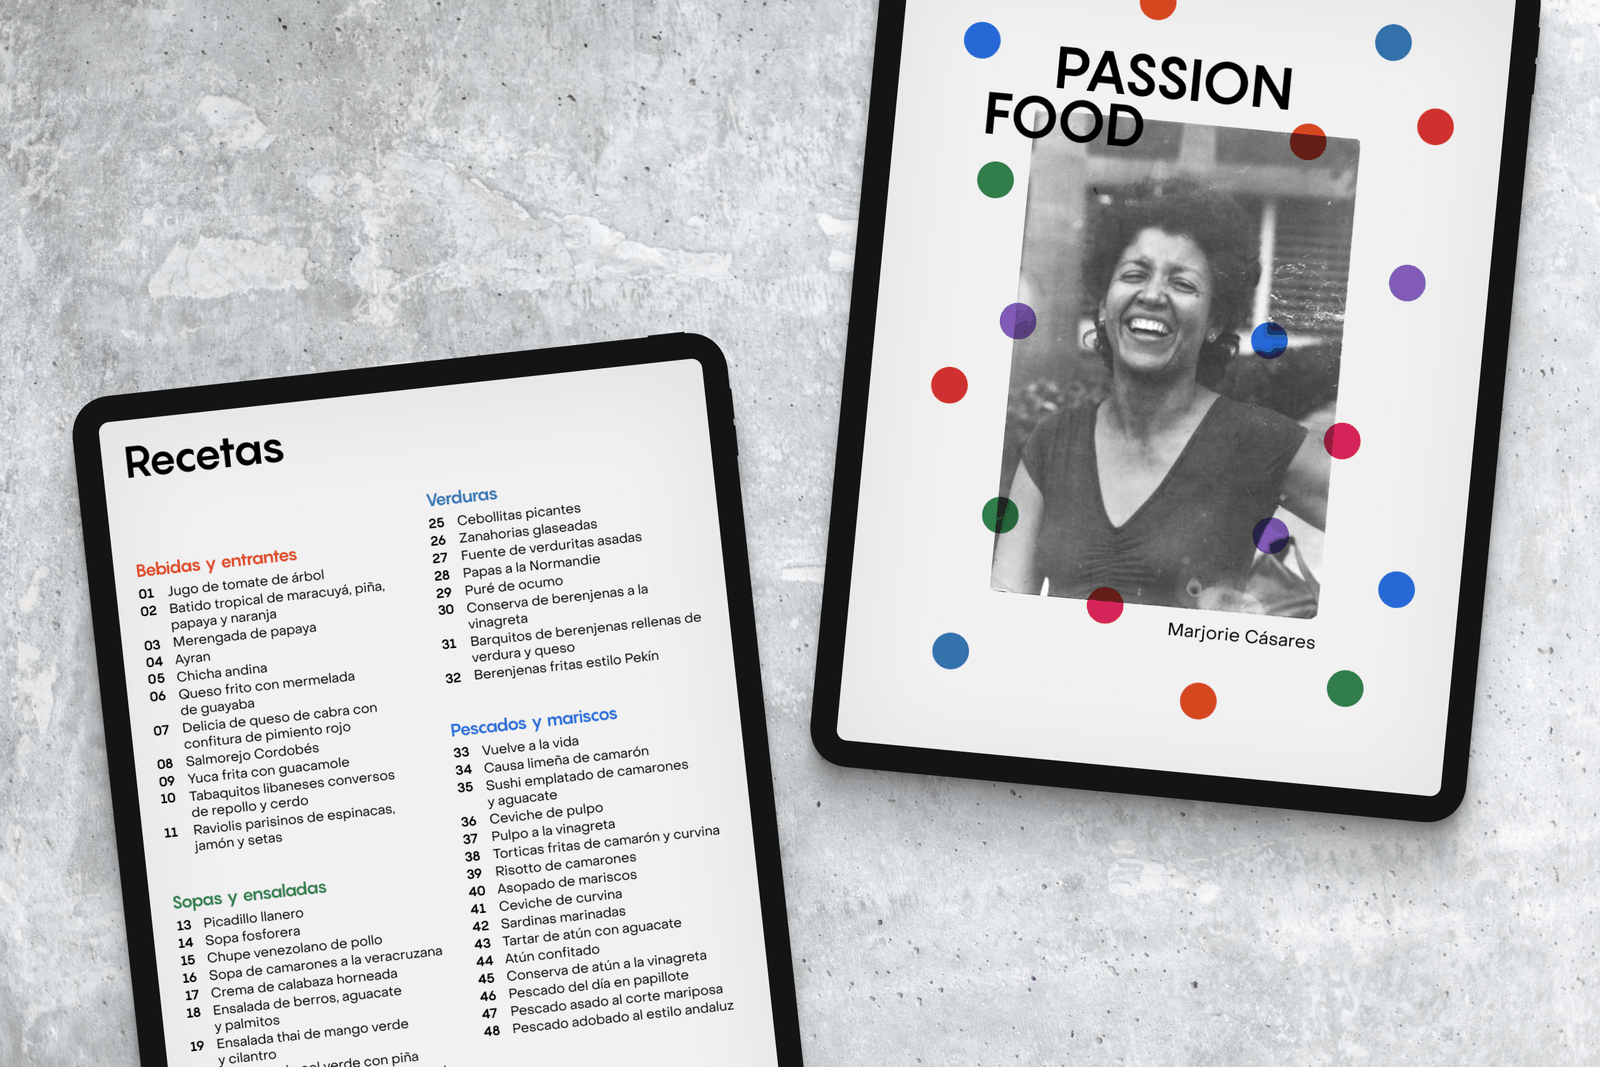 Recetas
Bebidas y entrantes
01 Jugo de tomate de árbol
02 Batido tropical de maracuyá, piña,
papaya y naranja
03 Merengada de papaya
04 Ayran
05 Chicha andina
06 Queso frito con mermelada
de guayaba
07 Delicia de queso de cabra con
confitura de pimiento rojo
08 Salmorejo Cordobés
09 Yuca frita con guacamole
10 Tabaquitos libaneses conversos
de repollo y cerdo
11 Raviolis parisinos de espinacas,
jamón y setas
Sopas y ensaladas
13 Picadillo llanero
14 Sopa fosforera
15 Chupe venezolano de pollo
16 Sopa de camarones a la veracruzana
17 Crema de calabaza horneada
18 Ensalada de berros, aguacate
y palmitos
19 Ensalada thai de mango verde
y cilantro
verde con piña
Verduras
25 Cebollitas picantes
26 Zanahorias glaseadas
27 Fuente de verduritas asadas
28 Papas a la Normandie
29 Puré de ocumo
30 Conserva de berenjenas a la
vinagreta
31 Barquitos de berenjenas rellenas de
verdura y queso
32 Berenjenas fritas estilo Pekín
Pescados y mariscos
33 Vuelve a la vida
34 Causa limeña de camarón
35 Sushi emplatado de camarones
y aguacate
36 Ceviche de pulpo
37 Pulpo a la vinagreta
38 Torticas fritas de camarón y curvina
39 Risotto de camarones
40 Asopado de mariscos
41 Ceviche de curvina
42 Sardinas marinadas
43 Tartar de atún con aguacate
44 Atún confitado
45 Conserva de atún a la vinagreta
46 Pescado del día en papillote
47 Pescado asado al corte mariposa
48 Pescado adobado al estilo andaluz
PASSION
FOOD
Marjorie Cásares